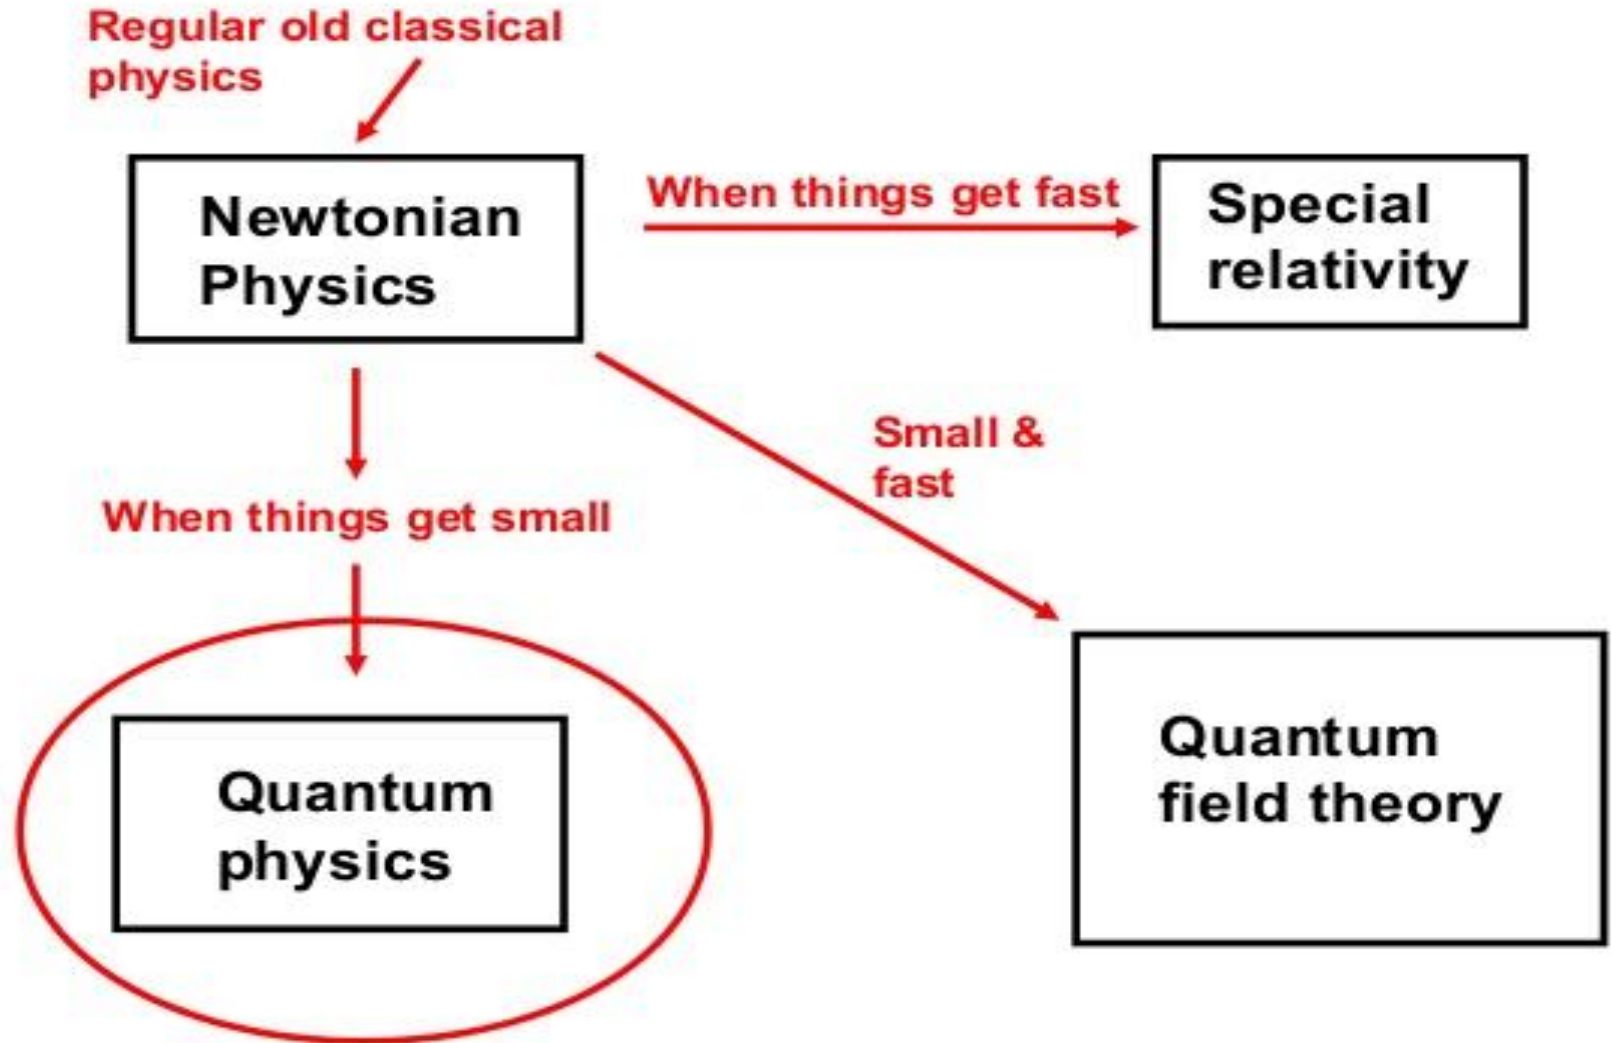 Regular old classical
physics
Newtonian
Physics
When things get fast
Special
relativity
Small &
fast
When things get small
Quantum
physics
Quantum
field theory